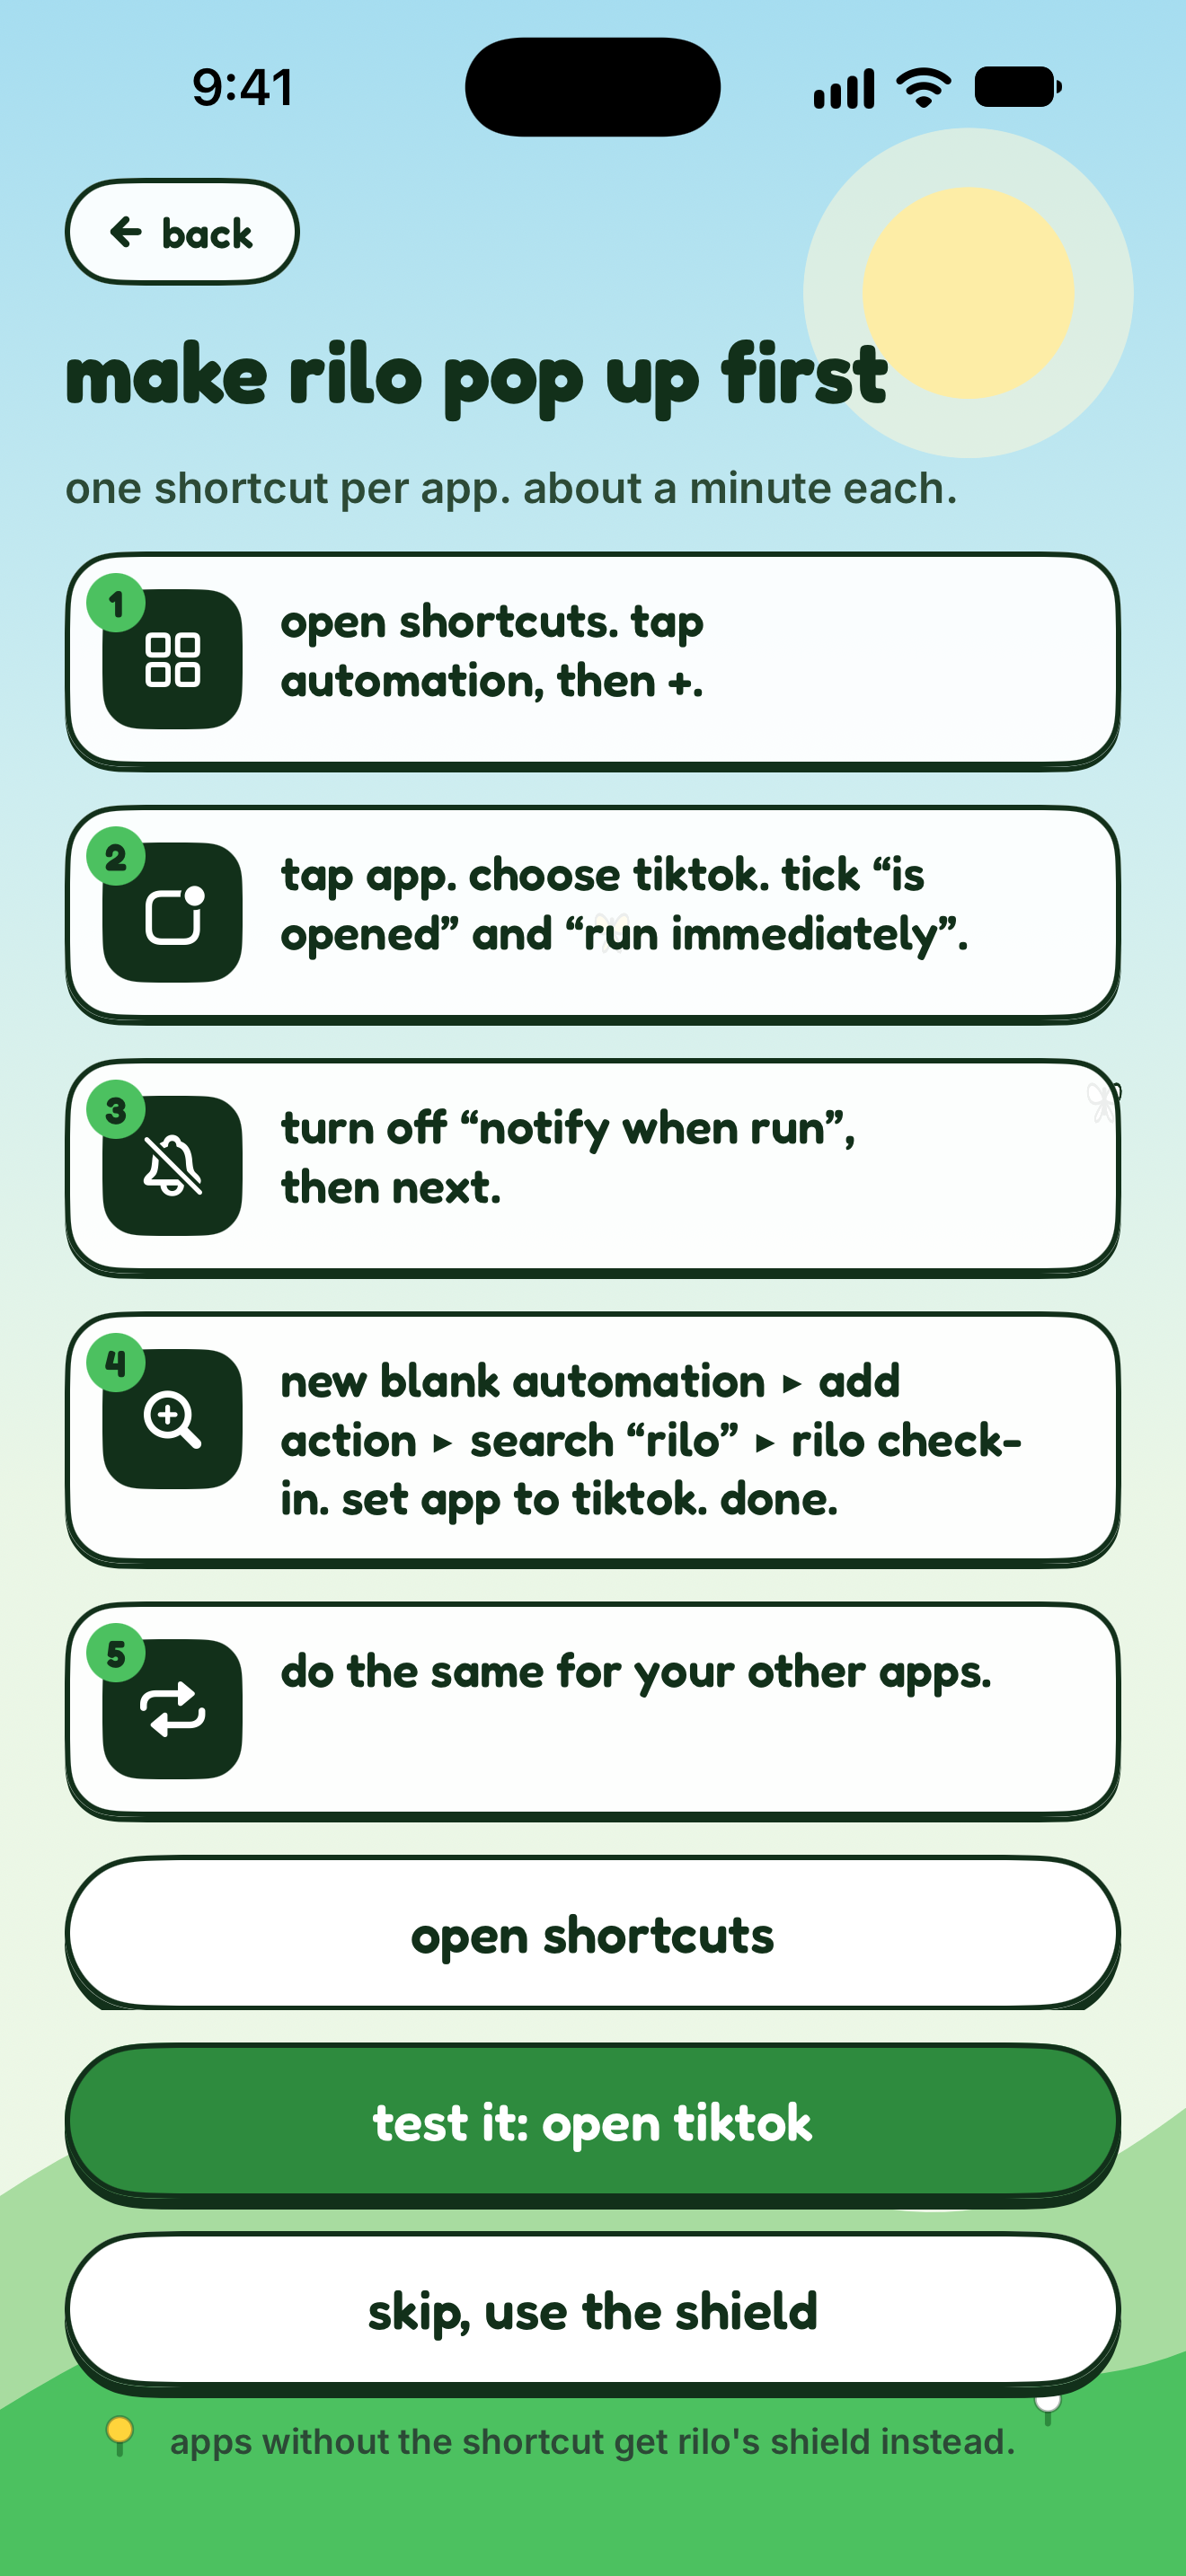 9:41
← back
make rilo pop up first
one shortcut per app. about a minute each.
1
open shortcuts. tap
automation, then +.
2
tap app. choose tiktok. tick “is
opened” and “run immediately”.
3
turn off “notify when run”,
then next.
4
new blank automation ▸ add
action ▸ search “rilo” ▸ rilo check-
in. set app to tiktok. done.
5
do the same for your other apps.
open shortcuts
test it: open tiktok
skip, use the shield
apps without the shortcut get rilo's shield instead.